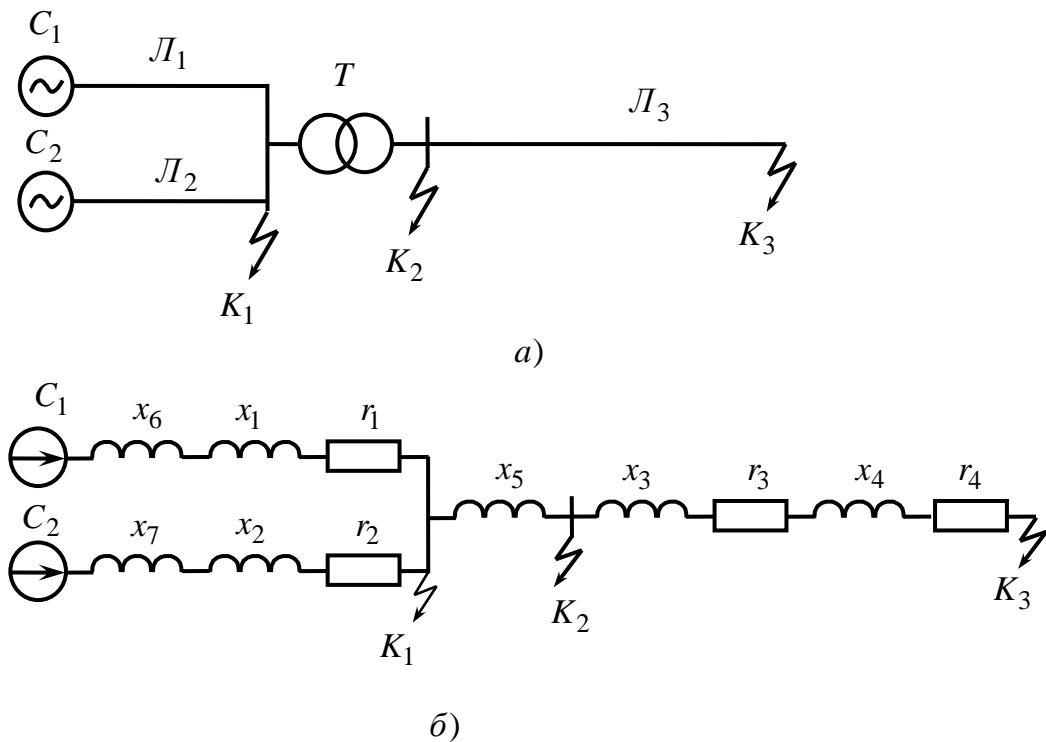 C₁
Л₁
T
Л₃
C₂
Л₂
K₁
K₂
K₃
а)
C₁
x₆
x₁
r₁
x₅
x₃
r₃
x₄
r₄
C₂
x₇
x₂
r₂
K₁
K₂
K₃
б)